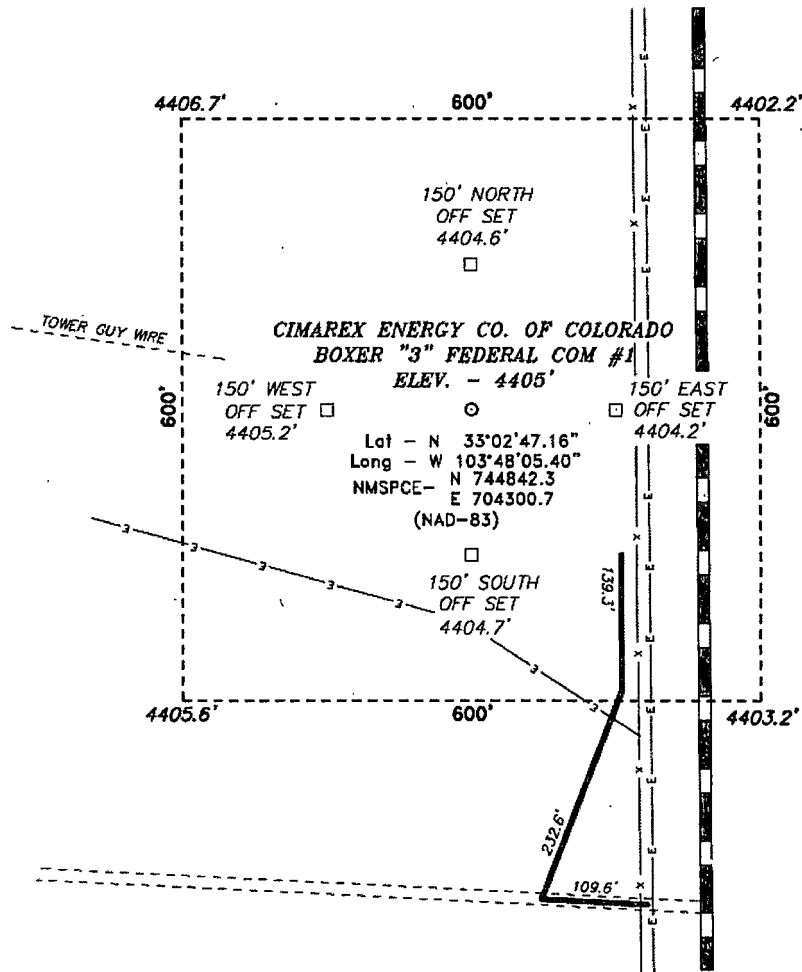 4406.7'
600'
4402.2'
150' NORTH
OFF SET
4404.6'
TOWER GUY WIRE
CIMAREX ENERGY CO. OF COLORADO
BOXER "3" FEDERAL COM #1
ELEV. - 4405'
600'
150' WEST
OFF SET
4405.2'
150' EAST
OFF SET
4404.2'
600'
Lat - N 33°02'47.16"
Long - W 103°48'05.40"
NMSPCE- N 744842.3
E 704300.7
(NAD-83)
150' SOUTH
OFF SET
4404.7'
139.3'
4405.6'
600'
4403.2'
232.6'
109.6'